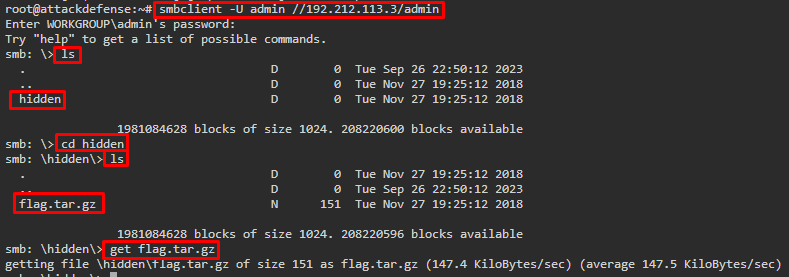 root@attackdefense:~# smbclient -U admin //192.212.113.3/admin
Enter WORKGROUP\admin's password:
Try "help" to get a list of possible commands.
smb: \> ls
. D 0 Tue Sep 26 22:50:12 2023
.. D 0 Tue Nov 27 19:25:12 2018
hidden D 0 Tue Nov 27 19:25:12 2018
1981084628 blocks of size 1024. 208220600 blocks available
smb: \> cd hidden
smb: \hidden\> ls
. D 0 Tue Nov 27 19:25:12 2018
.. D 0 Tue Sep 26 22:50:12 2023
flag.tar.gz N 151 Tue Nov 27 19:25:12 2018
1981084628 blocks of size 1024. 208220596 blocks available
smb: \hidden\> get flag.tar.gz
getting file \hidden\flag.tar.gz of size 151 as flag.tar.gz (147.4 KiloBytes/sec) (average 147.5 KiloBytes/sec)